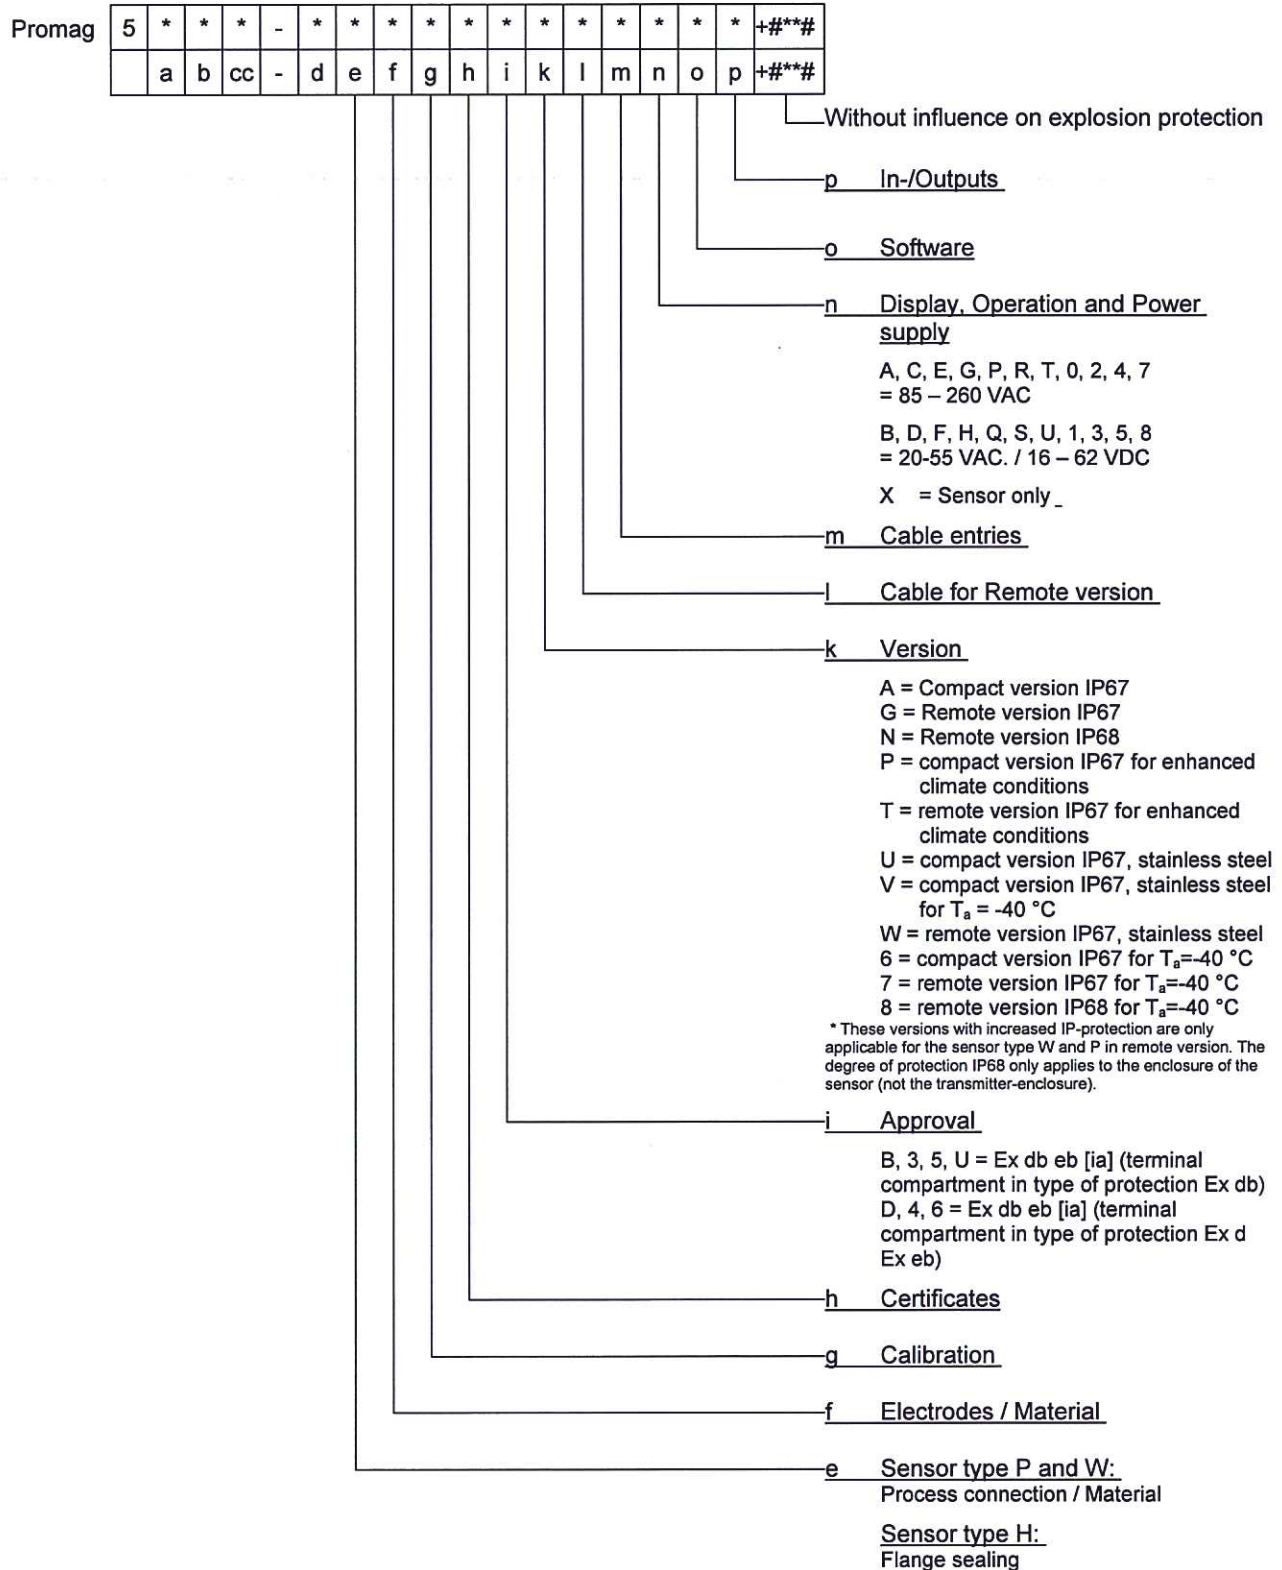 Promag 5 * * * - * * * * * * * * * * * * +#**#
a b cc - d e f g h i k l m n o p +#**#
Without influence on explosion protection
p In-/Outputs
o Software
n Display, Operation and Power
supply
A, C, E, G, P, R, T, 0, 2, 4, 7
= 85 – 260 VAC
B, D, F, H, Q, S, U, 1, 3, 5, 8
= 20-55 VAC. / 16 – 62 VDC
X = Sensor only
m Cable entries
l Cable for Remote version
k Version
A = Compact version IP67
G = Remote version IP67
N = Remote version IP68
P = compact version IP67 for enhanced
climate conditions
T = remote version IP67 for enhanced
climate conditions
U = compact version IP67, stainless steel
V = compact version IP67, stainless steel
for Ta = -40 °C
W = remote version IP67, stainless steel
6 = compact version IP67 for Ta=-40 °C
7 = remote version IP67 for Ta=-40 °C
8 = remote version IP68 for Ta=-40 °C
* These versions with increased IP-protection are only
applicable for the sensor type W and P in remote version. The
degree of protection IP68 only applies to the enclosure of the
sensor (not the transmitter-enclosure).
i Approval
B, 3, 5, U = Ex db eb [ia] (terminal
compartment in type of protection Ex db)
D, 4, 6 = Ex db eb [ia] (terminal
compartment in type of protection Ex d
Ex eb)
h Certificates
g Calibration
f Electrodes / Material
e Sensor type P and W:
Process connection / Material
Sensor type H:
Flange sealing